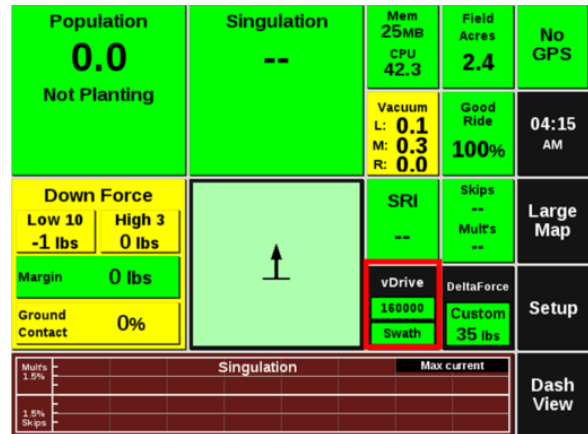 Population
0.0
Not Planting
Singulation
--
Mem
25MB
CPU
42.3
Field
Acres
2.4
No
GPS
Vacuum
L: 0.1
M: 0.3
R: 0.0
Good
Ride
100%
04:15
AM
Down Force
Low 10
-1 lbs
High 3
0 lbs
Margin 0 lbs
Ground
Contact 0%
SRI
--
Skips
--
Mult's
--
Large
Map
vDrive
160000
Swath
DeltaForce
Custom
35 lbs
Setup
Mult's
1.5%
Singulation
Max current
1.5%
Skips
Dash
View